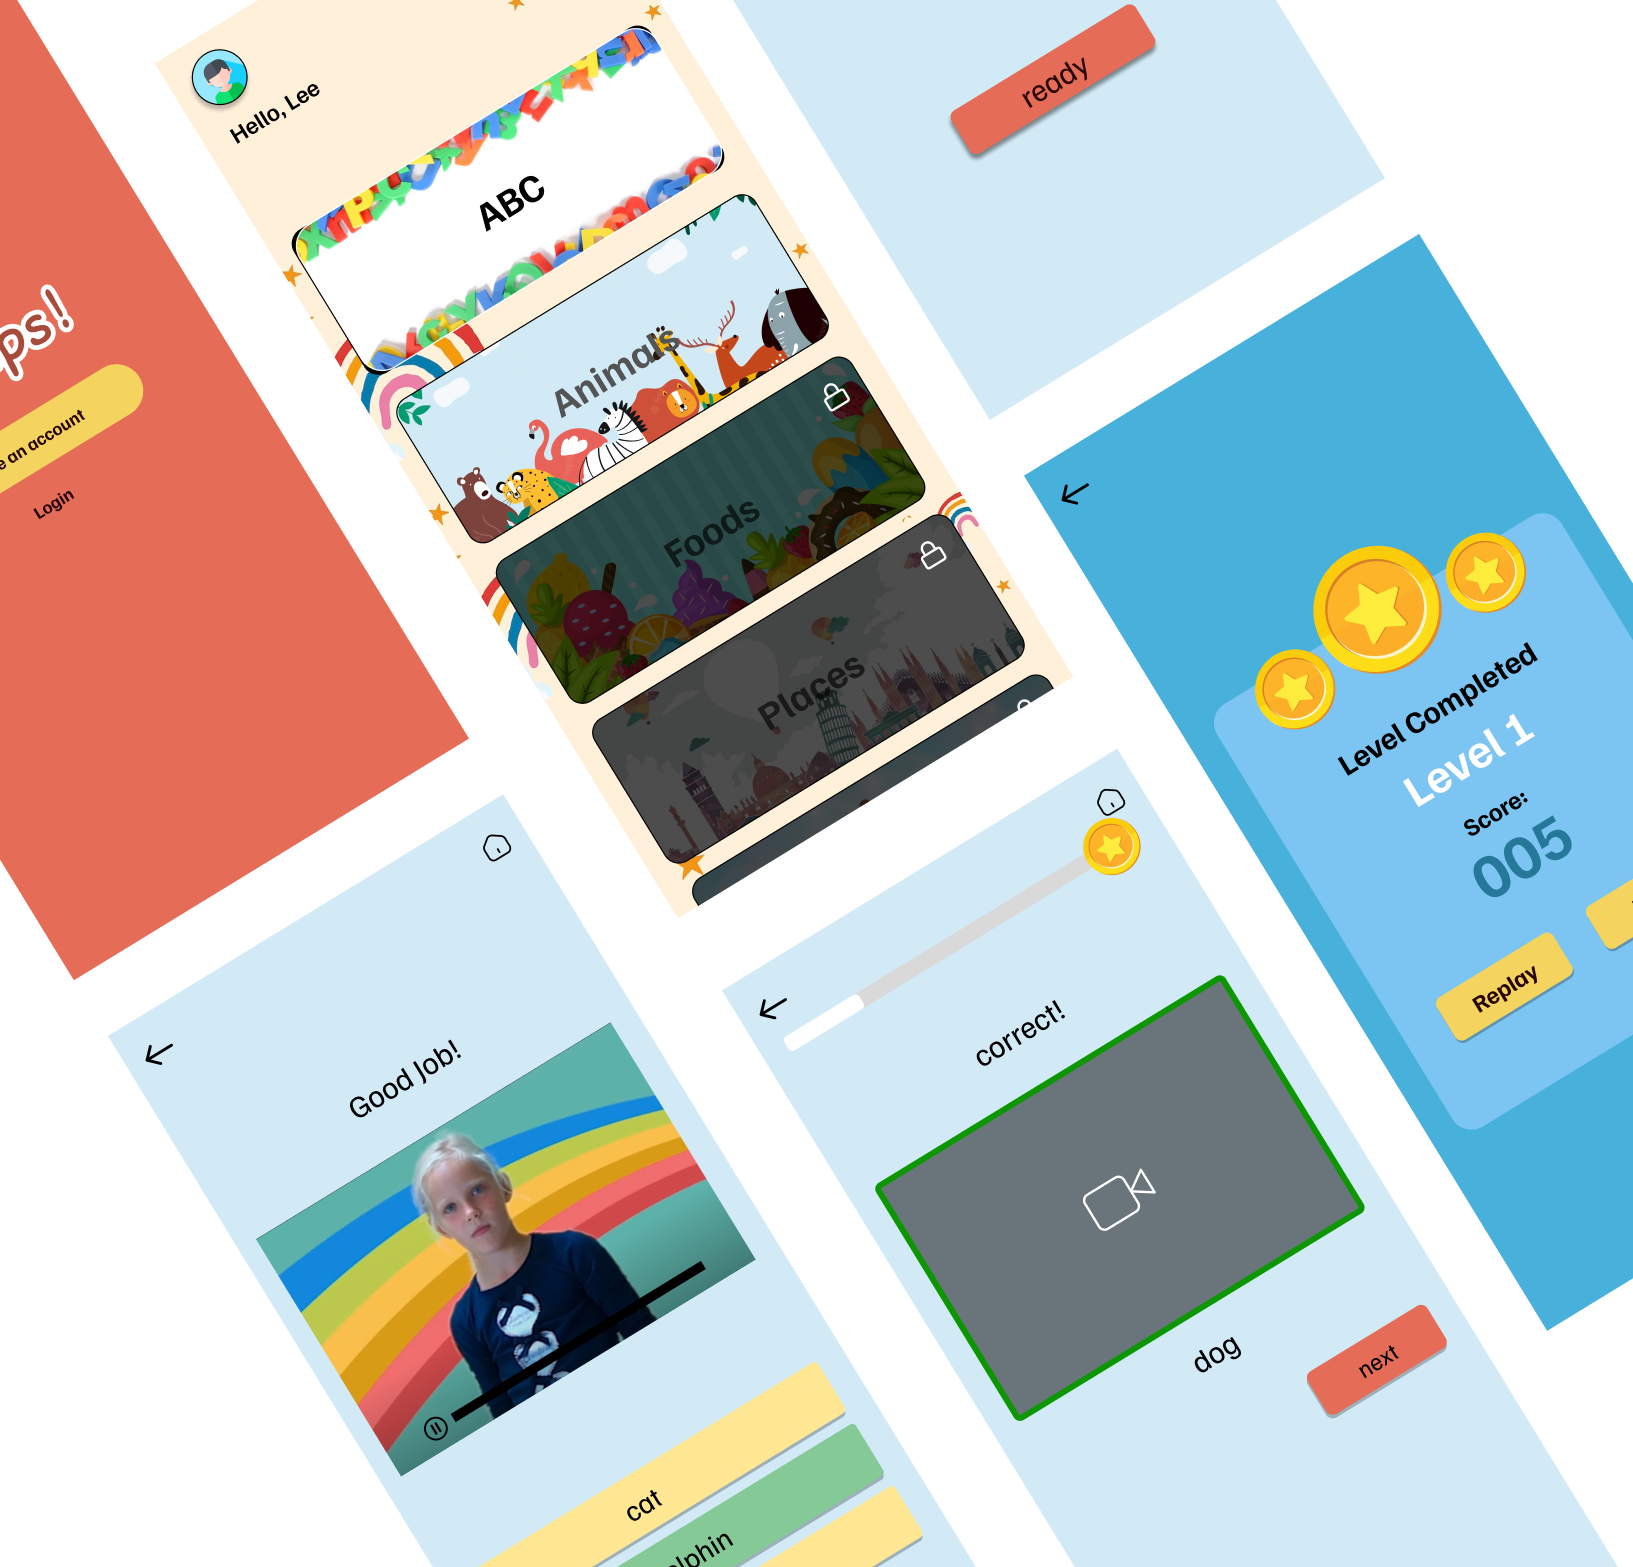 ps!
e an account
Login
Hello, Lee
ABC
Animals
Foods
Places
ready
Level Completed
Level 1
Score:
005
Replay
Good Job!
cat
lphin
correct!
dog
next